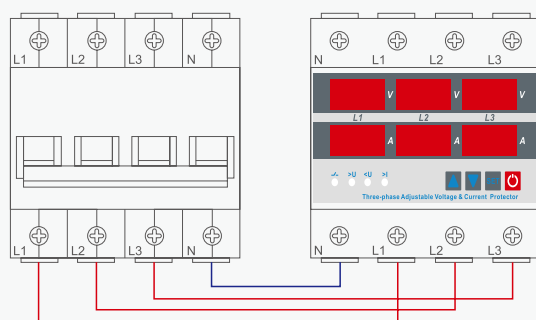 L1 L2 L3 N
N L1 L2 L3
V V V
L1 L2 L3
A A A
-/- >U <U >I
Three-phase Adjustable Voltage & Current Protector
L1 L2 L3 N
N L1 L2 L3